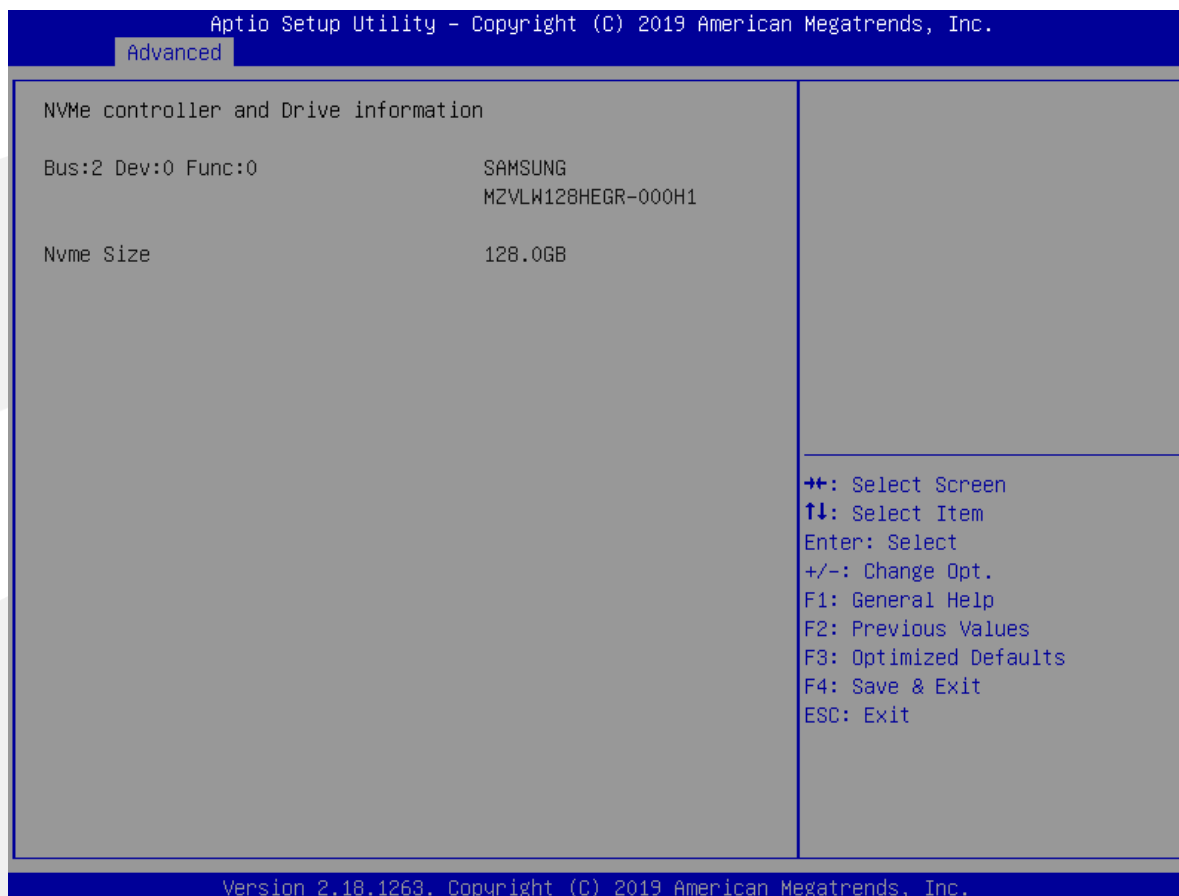 Aptio Setup Utility – Copyright (C) 2019 American Megatrends, Inc.
Advanced
NVMe controller and Drive information
Bus:2 Dev:0 Func:0 SAMSUNG
MZVLW128HEGR-000H1
Nvme Size 128.0GB
→←: Select Screen
↑↓: Select Item
Enter: Select
+/-: Change Opt.
F1: General Help
F2: Previous Values
F3: Optimized Defaults
F4: Save & Exit
ESC: Exit
Version 2.18.1263. Copyright (C) 2019 American Megatrends, Inc.